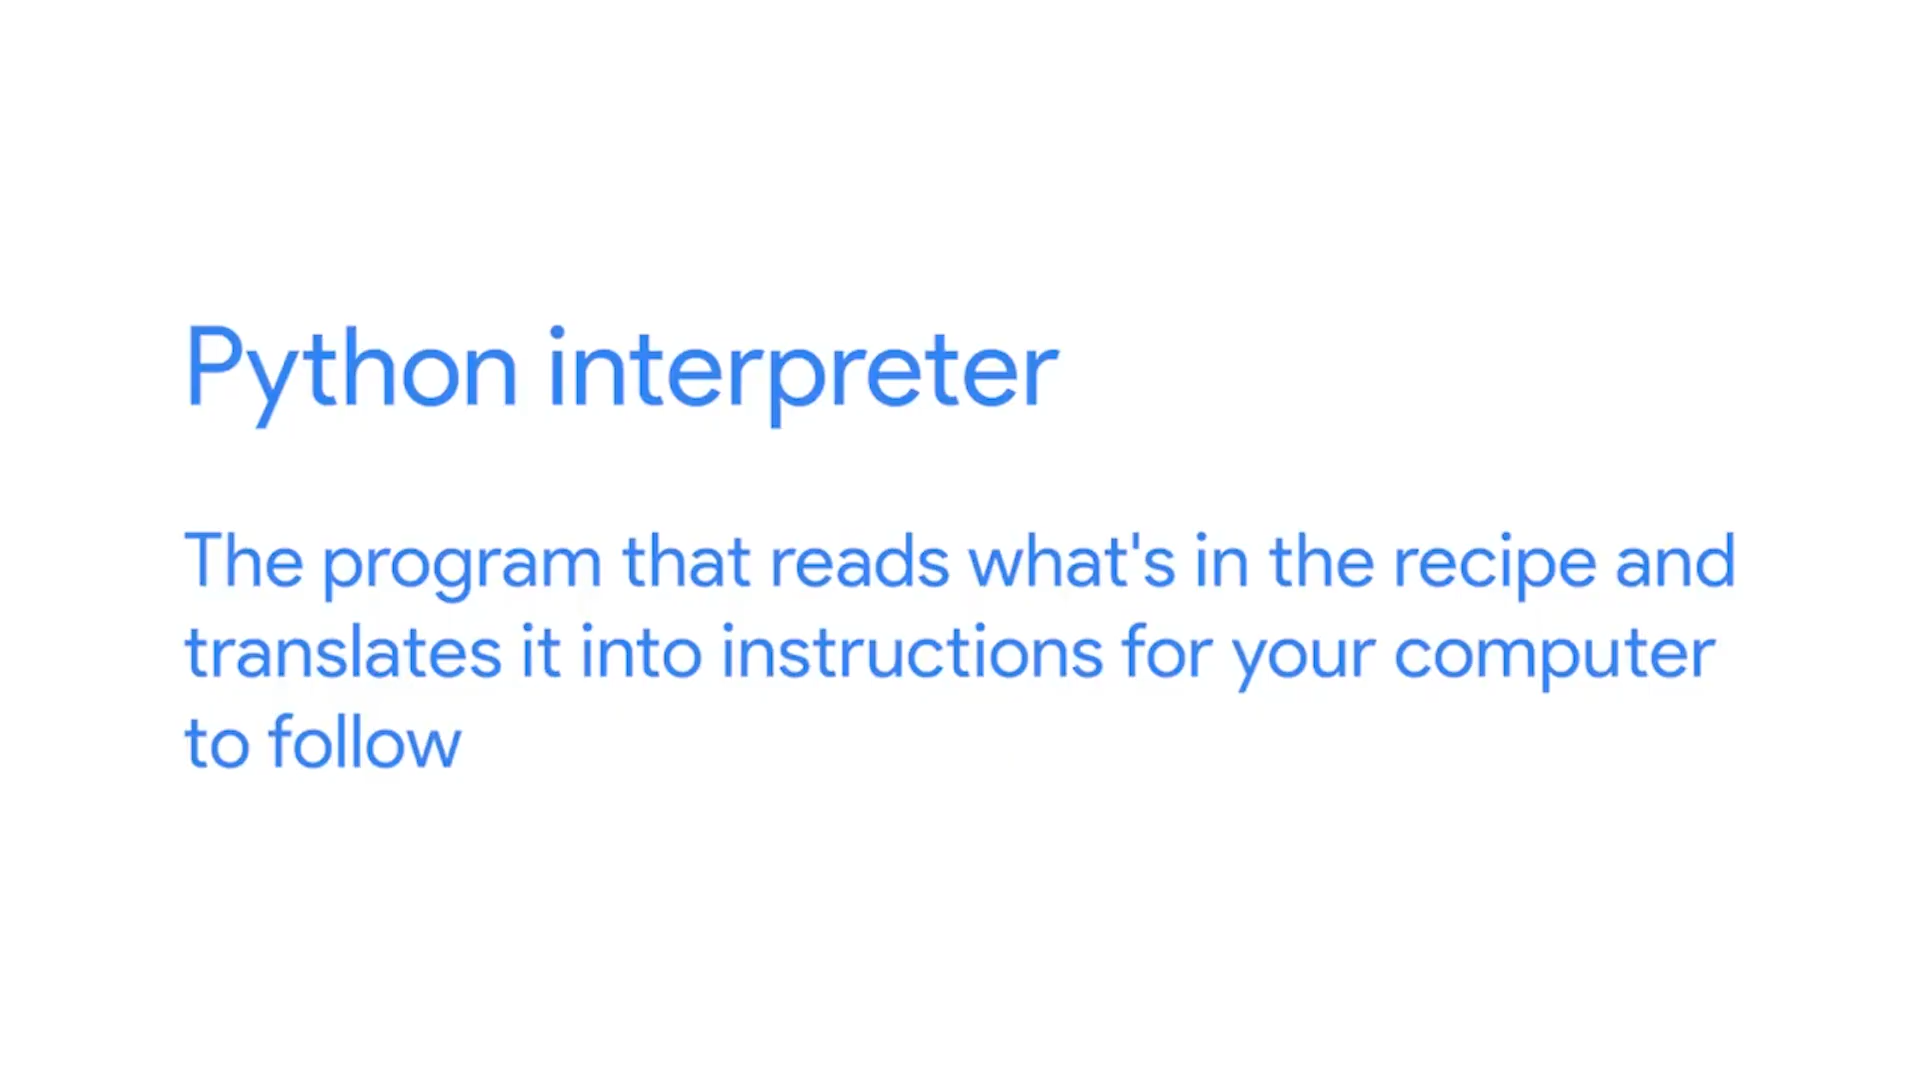 Python interpreter
The program that reads what's in the recipe and
translates it into instructions for your computer
to follow